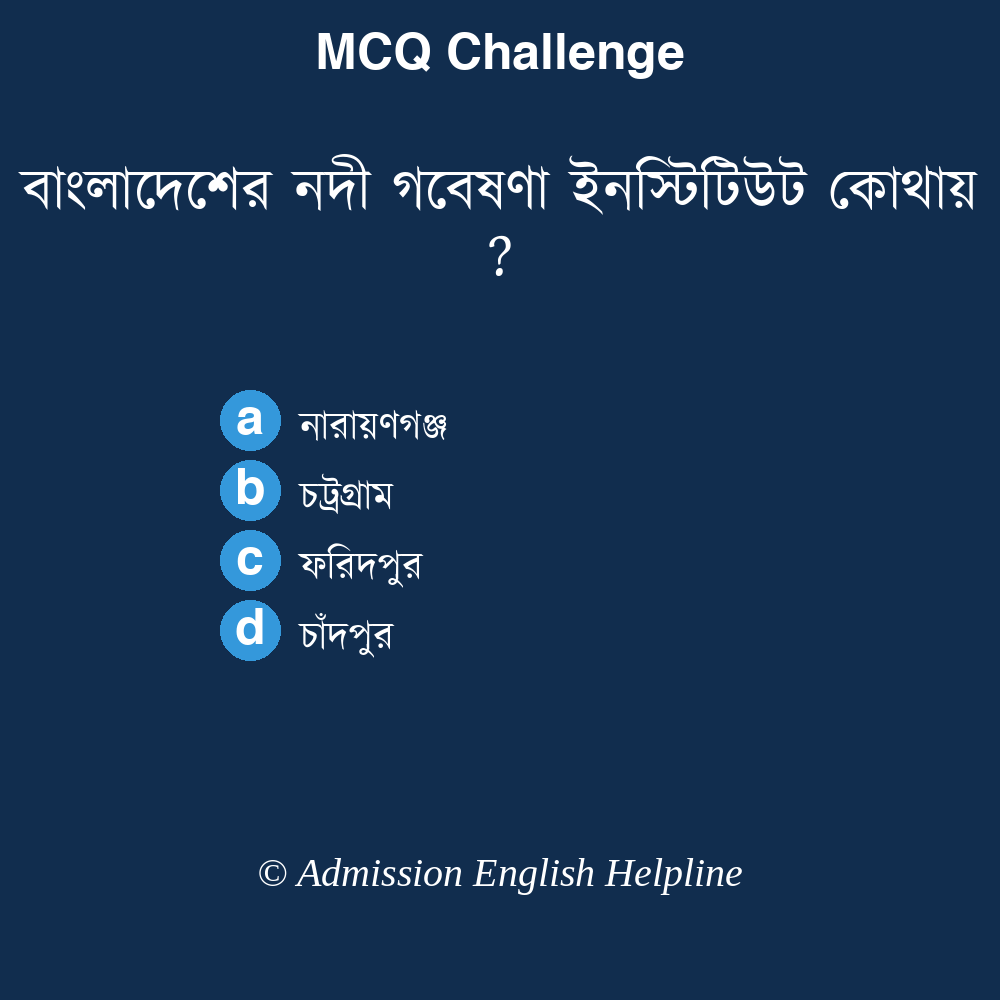 MCQ Challenge
বাংলাদেশের নদী গবেষণা ইনস্টিটিউট কোথায়
?
a নারায়ণগঞ্জ
b চট্রগ্রাম
c ফরিদপুর
d চাঁদপুর
© Admission English Helpline